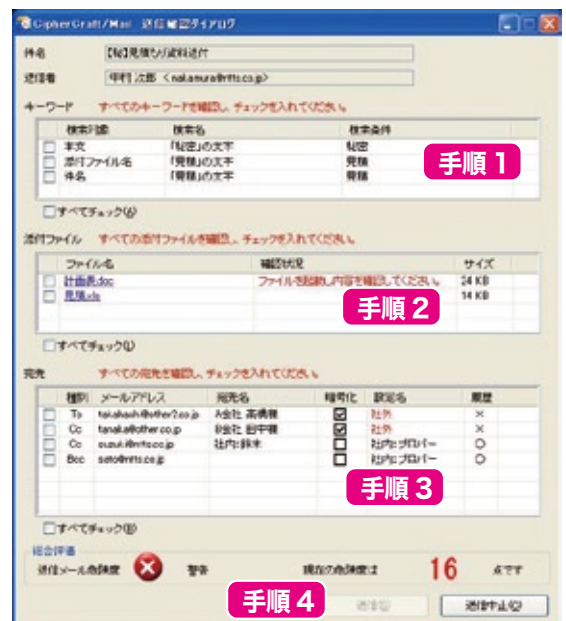 CipherCraft/Mail 送信確認ダイアログ
件名 【秘】見積もり資料送付
送信者 中村 次郎 <nakamura@ntts.co.jp>
キーワード すべてのキーワードを確認し、チェックを入れてください。
検索対象 検索名 検索条件
本文 「秘密」の文字 秘密
添付ファイル名 「見積」の文字 見積
件名 「見積」の文字 見積
手順 1
すべてチェック(A)
添付ファイル すべての添付ファイルを確認し、チェックを入れてください。
ファイル名 確認状況 サイズ
計画表.doc ファイルを起動し内容を確認してください。 24 KB
見積.xls 14 KB
手順 2
すべてチェック(L)
宛先 すべての宛先を確認し、チェックを入れてください。
種別 メールアドレス 宛先名 暗号化 設定名 履歴
To takahashi@other2.co.jp A会社 高橋様 社外 ×
Cc tanaka@other.co.jp B会社 田中様 社外 ×
Cc suzuki@ntts.co.jp 社内:鈴木 社内:プロパー ○
Bcc sato@ntts.co.jp 社内:プロパー ○
手順 3
すべてチェック(B)
総合評価
送信メール危険度 警告 現在の危険度は 16 点です
手順 4
送信(S) 送信中止(C)